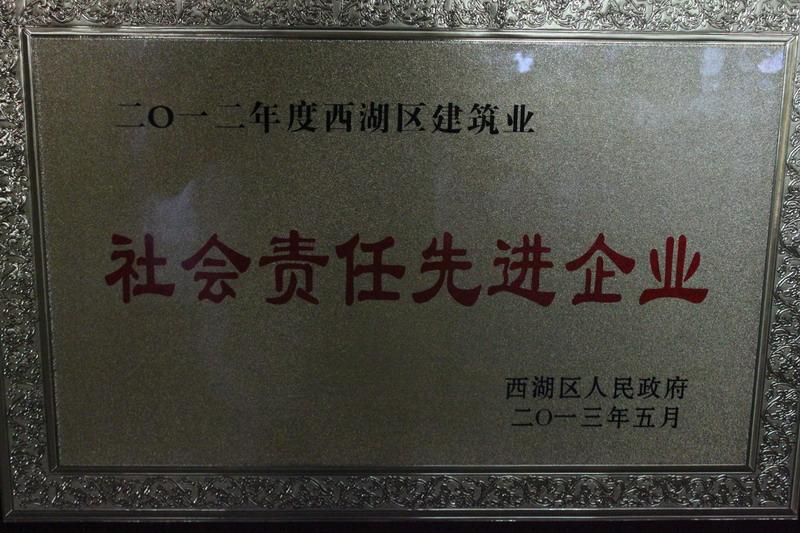 二〇一二年度西湖区建筑业
社会责任先进企业
西湖区人民政府
二〇一三年五月